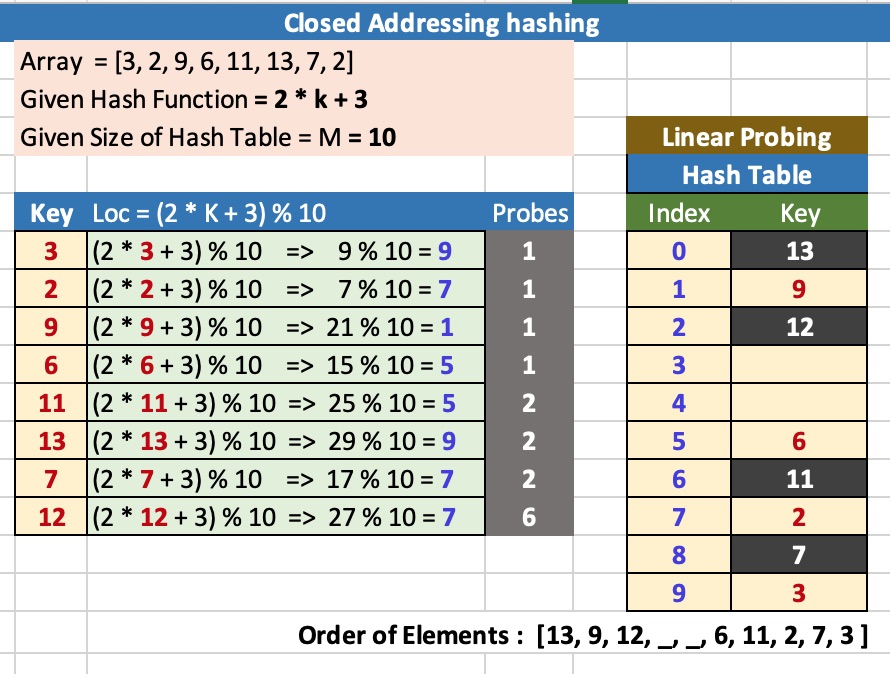 Closed Addressing hashing
Array = [3, 2, 9, 6, 11, 13, 7, 2]
Given Hash Function = 2 * k + 3
Given Size of Hash Table = M = 10
Key Loc = (2 * K + 3) % 10 Probes
3 (2 * 3 + 3) % 10 => 9 % 10 = 9 1
2 (2 * 2 + 3) % 10 => 7 % 10 = 7 1
9 (2 * 9 + 3) % 10 => 21 % 10 = 1 1
6 (2 * 6 + 3) % 10 => 15 % 10 = 5 1
11 (2 * 11 + 3) % 10 => 25 % 10 = 5 2
13 (2 * 13 + 3) % 10 => 29 % 10 = 9 2
7 (2 * 7 + 3) % 10 => 17 % 10 = 7 2
12 (2 * 12 + 3) % 10 => 27 % 10 = 7 6
Linear Probing
Hash Table
Index Key
0 13
1 9
2 12
3
4
5 6
6 11
7 2
8 7
9 3
Order of Elements : [13, 9, 12, _, _, 6, 11, 2, 7, 3 ]